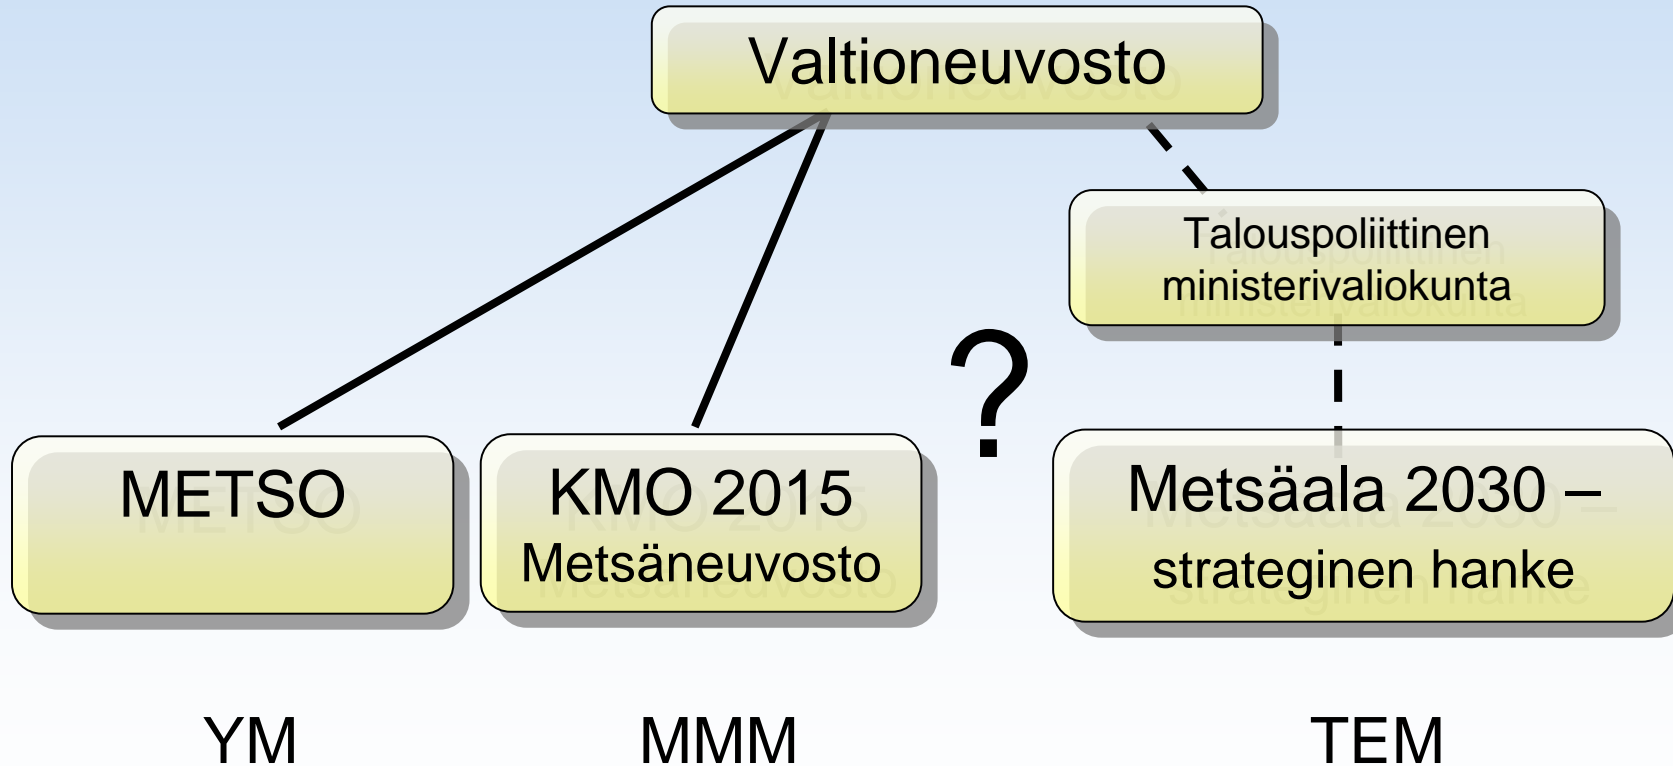 Valtioneuvosto
Talouspoliittinen
ministerivaliokunta
?
METSO
KMO 2015
Metsäneuvosto
Metsäala 2030 –
strateginen hanke
YM
MMM
TEM